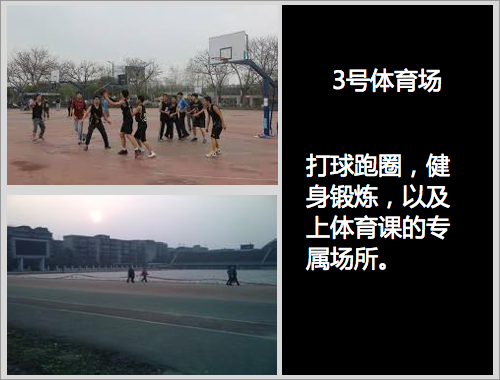 3号体育场
打球跑圈，健
身锻炼，以及
上体育课的专
属场所。